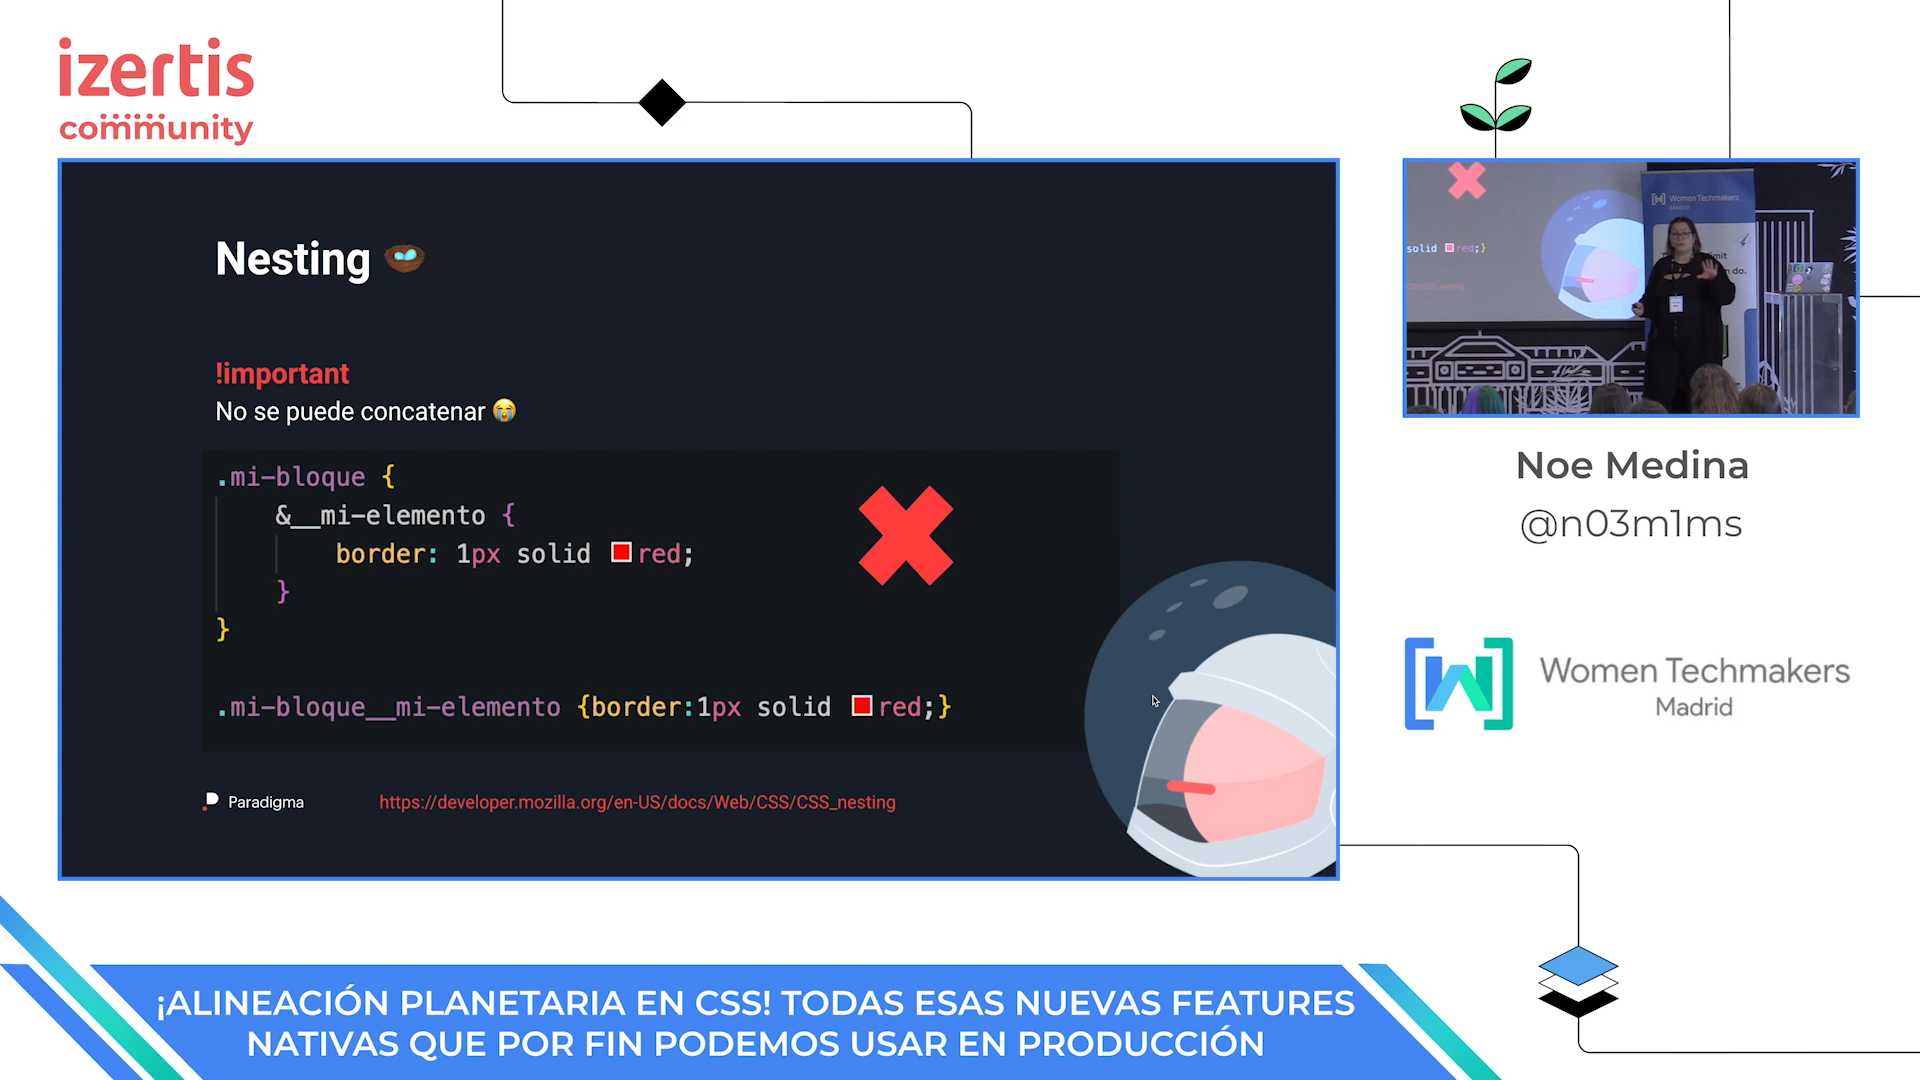 izertis
community
Nesting
!important
No se puede concatenar
.mi-bloque {
&__mi-elemento {
border: 1px solid red;
}
}
.mi-bloque__mi-elemento {border:1px solid red;}
Paradigma
https://developer.mozilla.org/en-US/docs/Web/CSS/CSS_nesting
solid red;}
Women Techmakers
Madrid
Noe Medina
@n03m1ms
Women Techmakers
Madrid
¡ALINEACIÓN PLANETARIA EN CSS! TODAS ESAS NUEVAS FEATURES
NATIVAS QUE POR FIN PODEMOS USAR EN PRODUCCIÓN